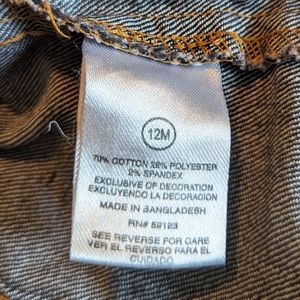 12M
70% COTTON 28% POLYESTER
2% SPANDEX
EXCLUSIVE OF DECORATION
EXCLUYENDO LA DECORACION
MADE IN BANGLADESH
RN# 59123
SEE REVERSE FOR CARE
VER EL REVERSO PARA EL
CUIDADO